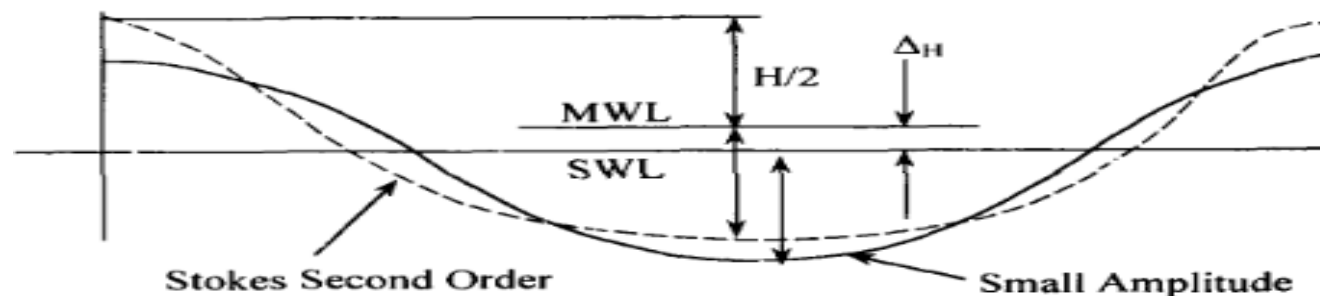 ΔH
H/2
MWL
SWL
Stokes Second Order
Small Amplitude